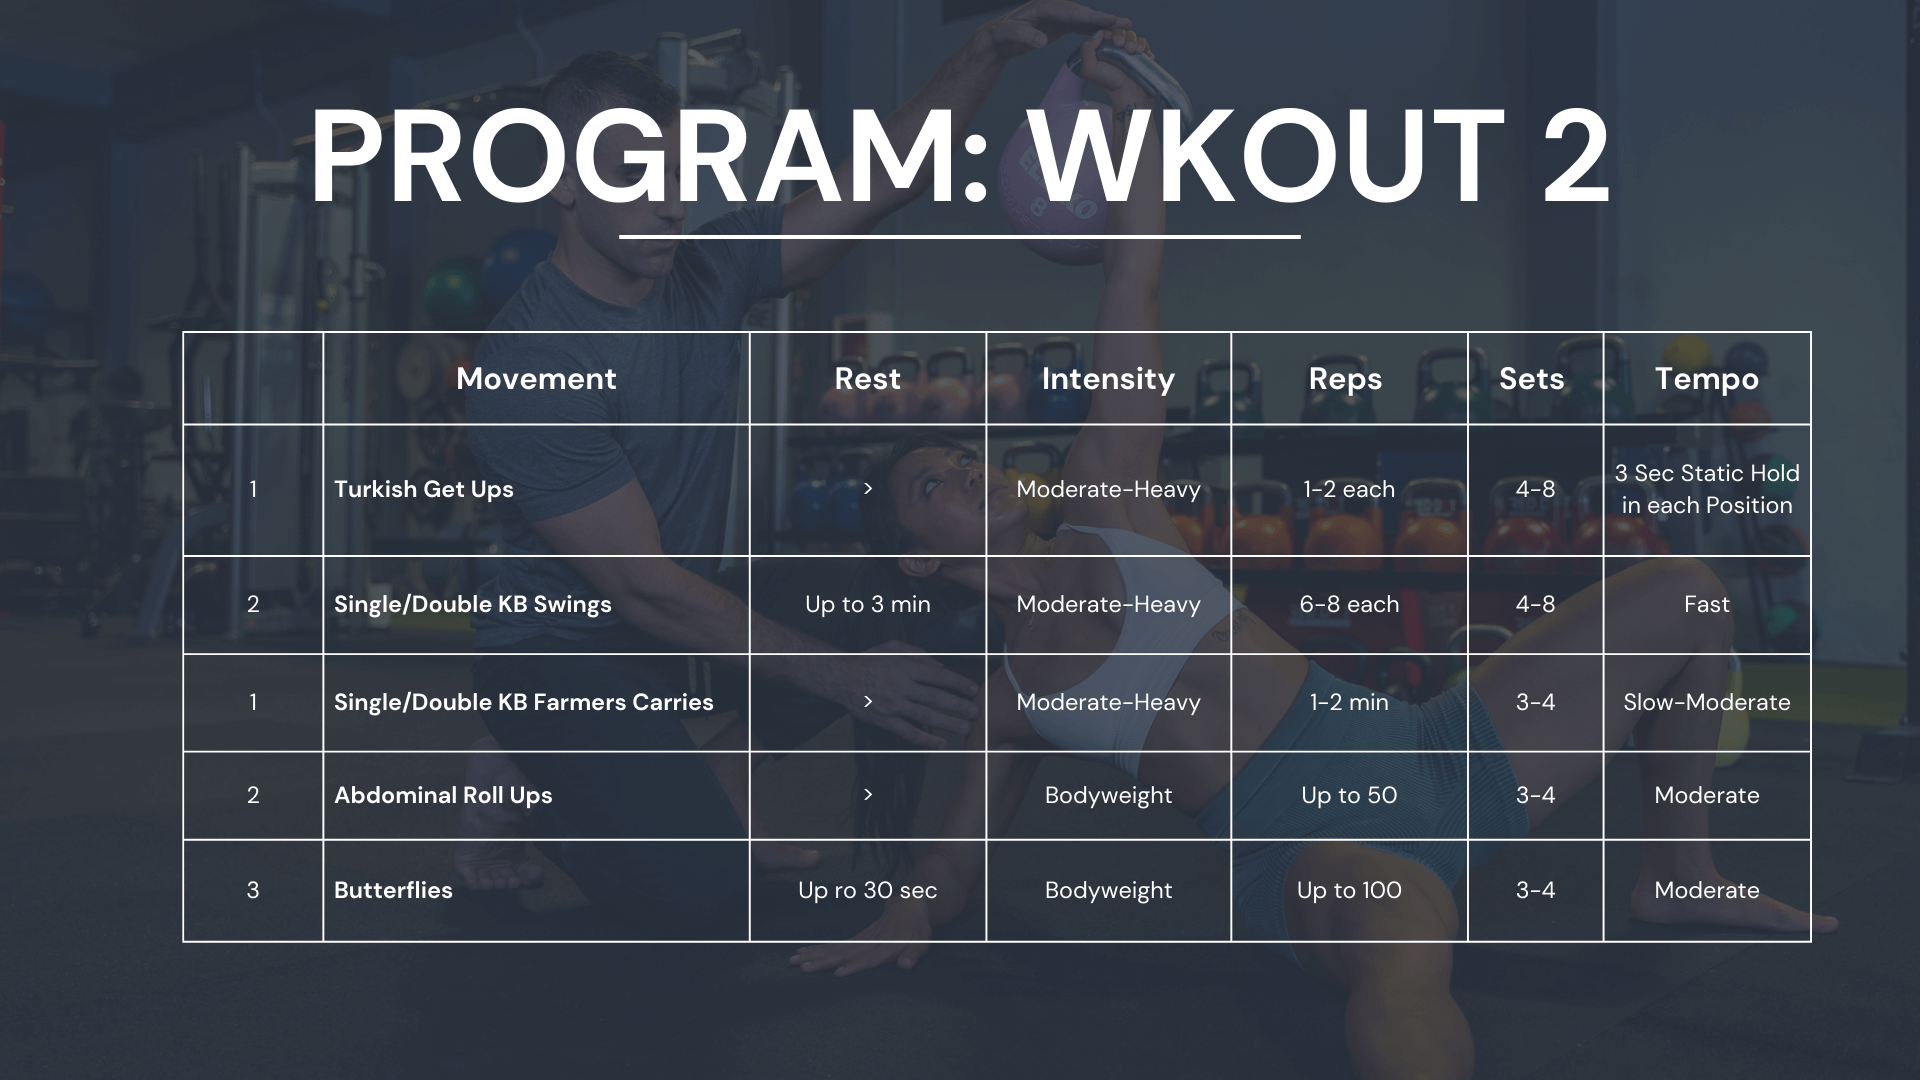 PROGRAM: WKOUT 2
Movement Rest Intensity Reps Sets Tempo
1 Turkish Get Ups > Moderate-Heavy 1-2 each 4-8 3 Sec Static Hold
in each Position
2 Single/Double KB Swings Up to 3 min Moderate-Heavy 6-8 each 4-8 Fast
1 Single/Double KB Farmers Carries > Moderate-Heavy 1-2 min 3-4 Slow-Moderate
2 Abdominal Roll Ups > Bodyweight Up to 50 3-4 Moderate
3 Butterflies Up ro 30 sec Bodyweight Up to 100 3-4 Moderate